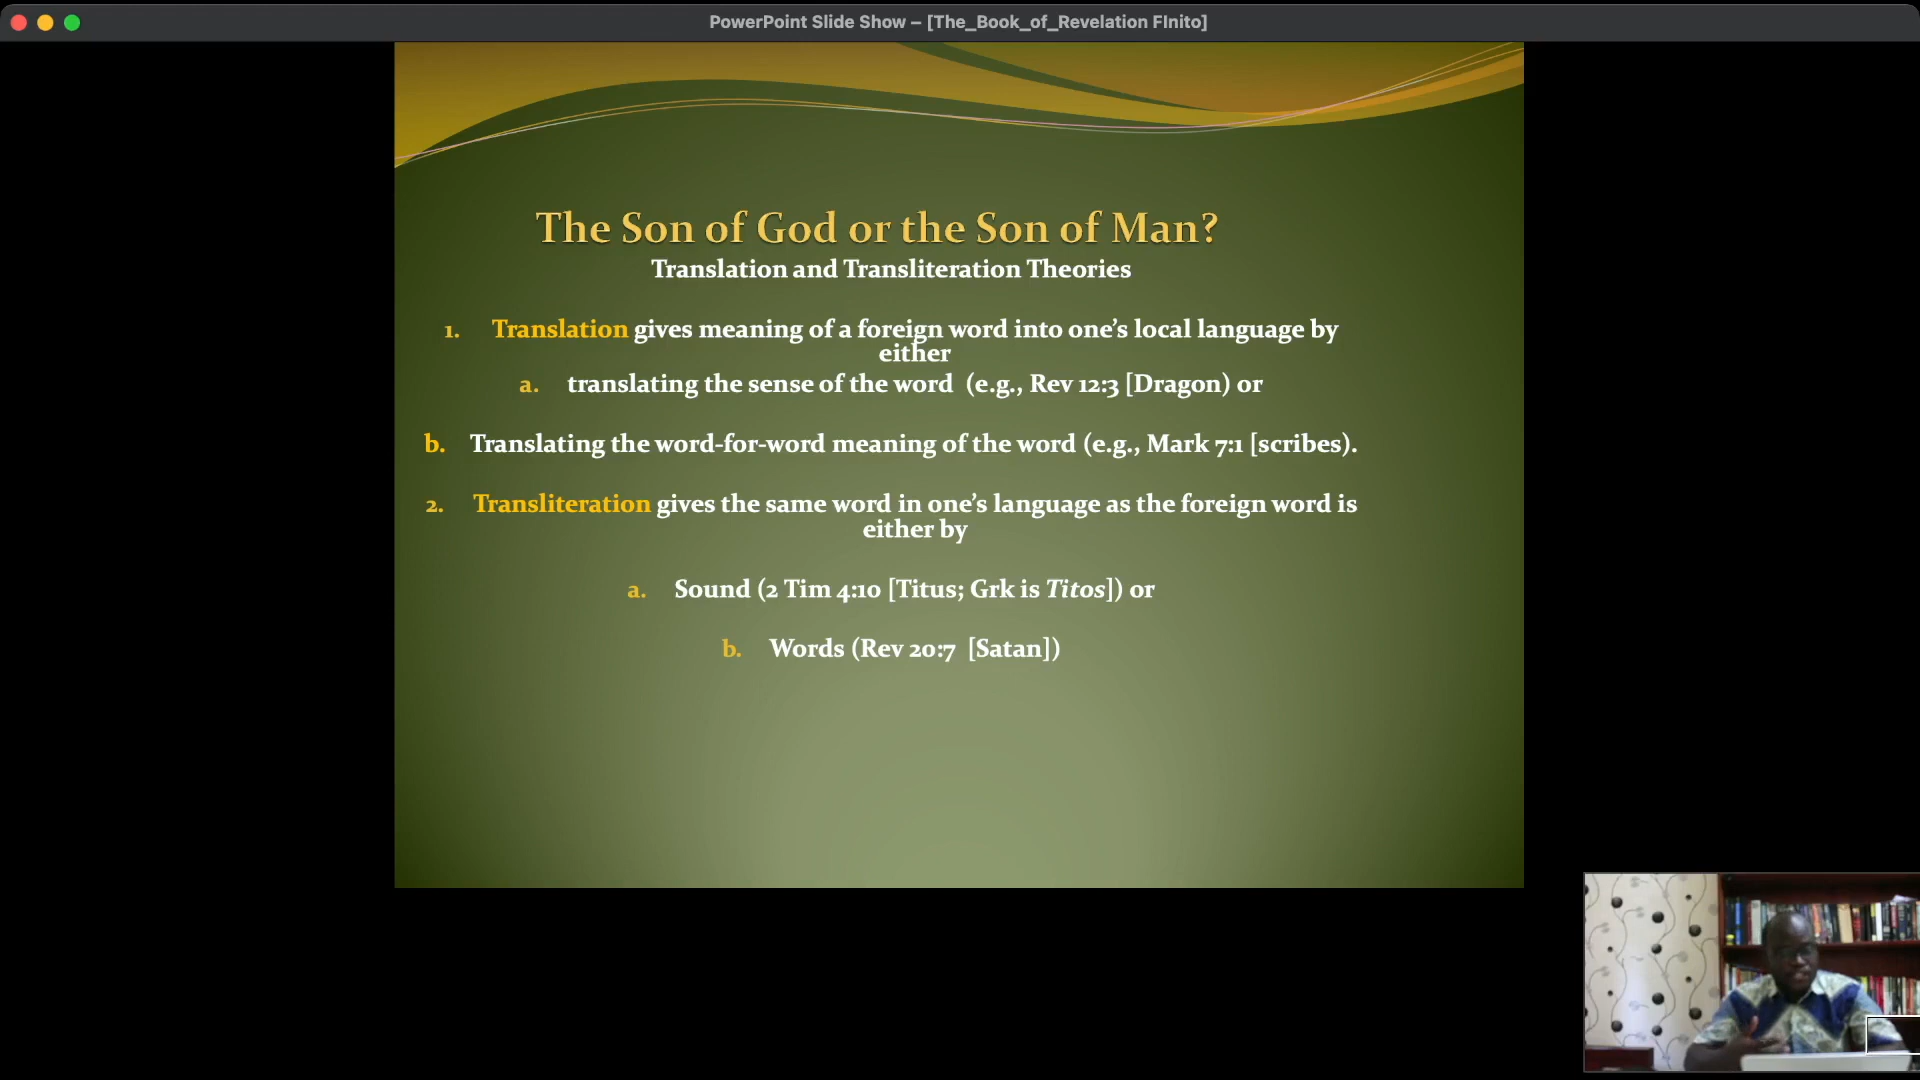 PowerPoint Slide Show – [The_Book_of_Revelation FInito]
The Son of God or the Son of Man?
Translation and Transliteration Theories
1. Translation gives meaning of a foreign word into one’s local language by
either
a. translating the sense of the word (e.g., Rev 12:3 [Dragon) or
b. Translating the word-for-word meaning of the word (e.g., Mark 7:1 [scribes).
2. Transliteration gives the same word in one’s language as the foreign word is
either by
a. Sound (2 Tim 4:10 [Titus; Grk is Titos]) or
b. Words (Rev 20:7 [Satan])